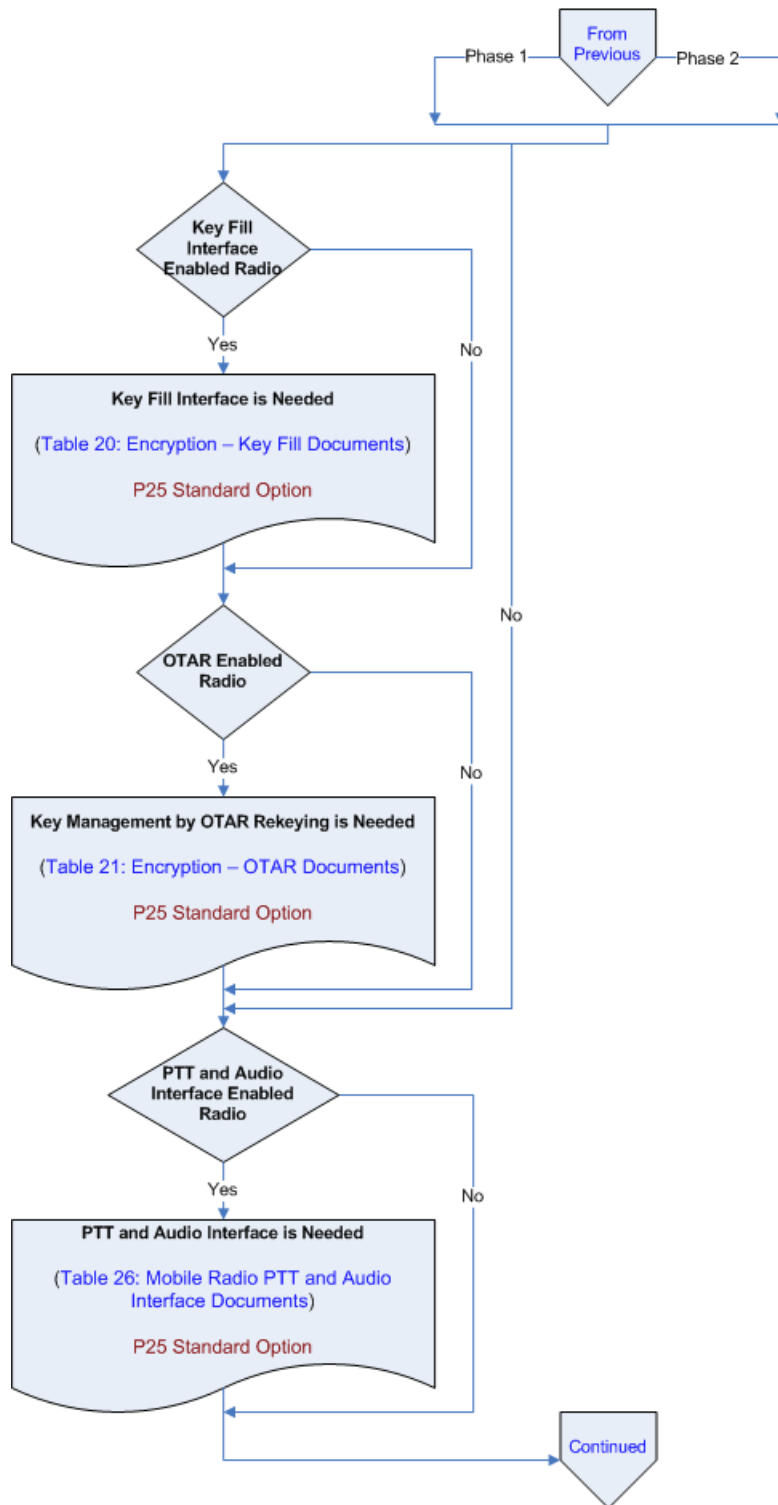 From
Previous
Phase 1
Phase 2
Key Fill
Interface
Enabled Radio
Yes
No
Key Fill Interface is Needed
(Table 20: Encryption – Key Fill Documents)
P25 Standard Option
No
OTAR Enabled
Radio
Yes
No
Key Management by OTAR Rekeying is Needed
(Table 21: Encryption – OTAR Documents)
P25 Standard Option
PTT and Audio
Interface Enabled
Radio
Yes
No
PTT and Audio Interface is Needed
(Table 26: Mobile Radio PTT and Audio
Interface Documents)
P25 Standard Option
Continued